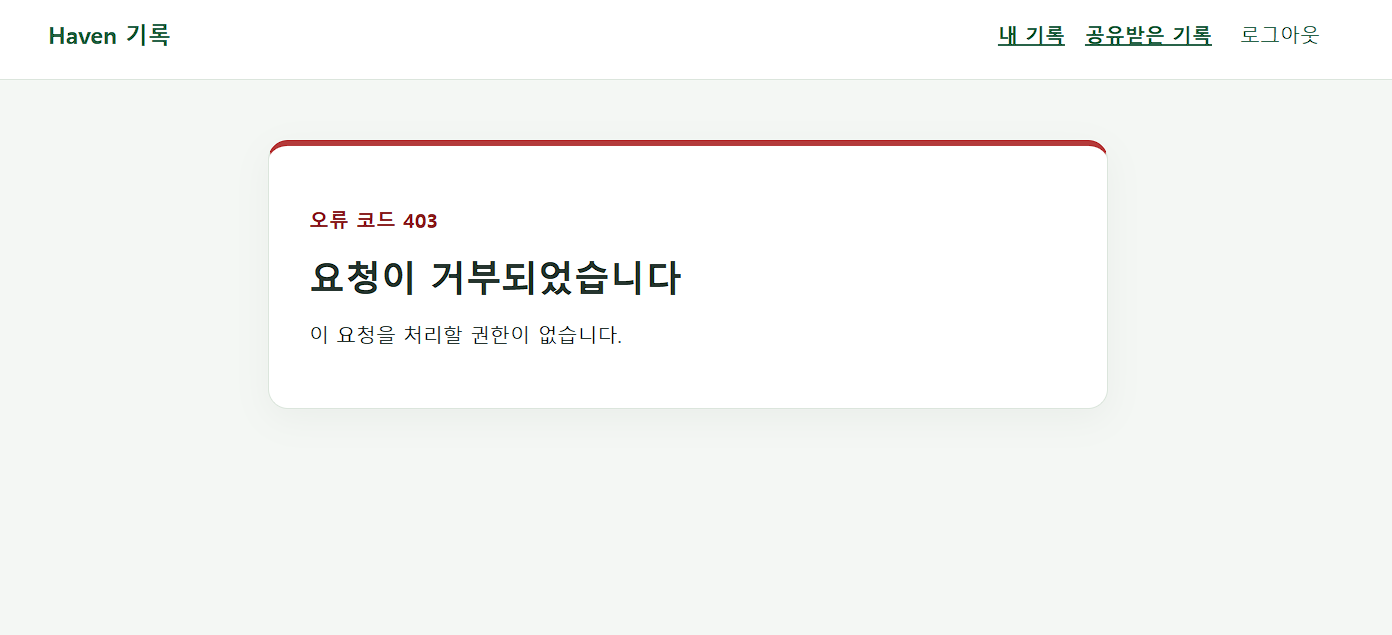 Haven 기록
내 기록 공유받은 기록 로그아웃
오류 코드 403
요청이 거부되었습니다
이 요청을 처리할 권한이 없습니다.